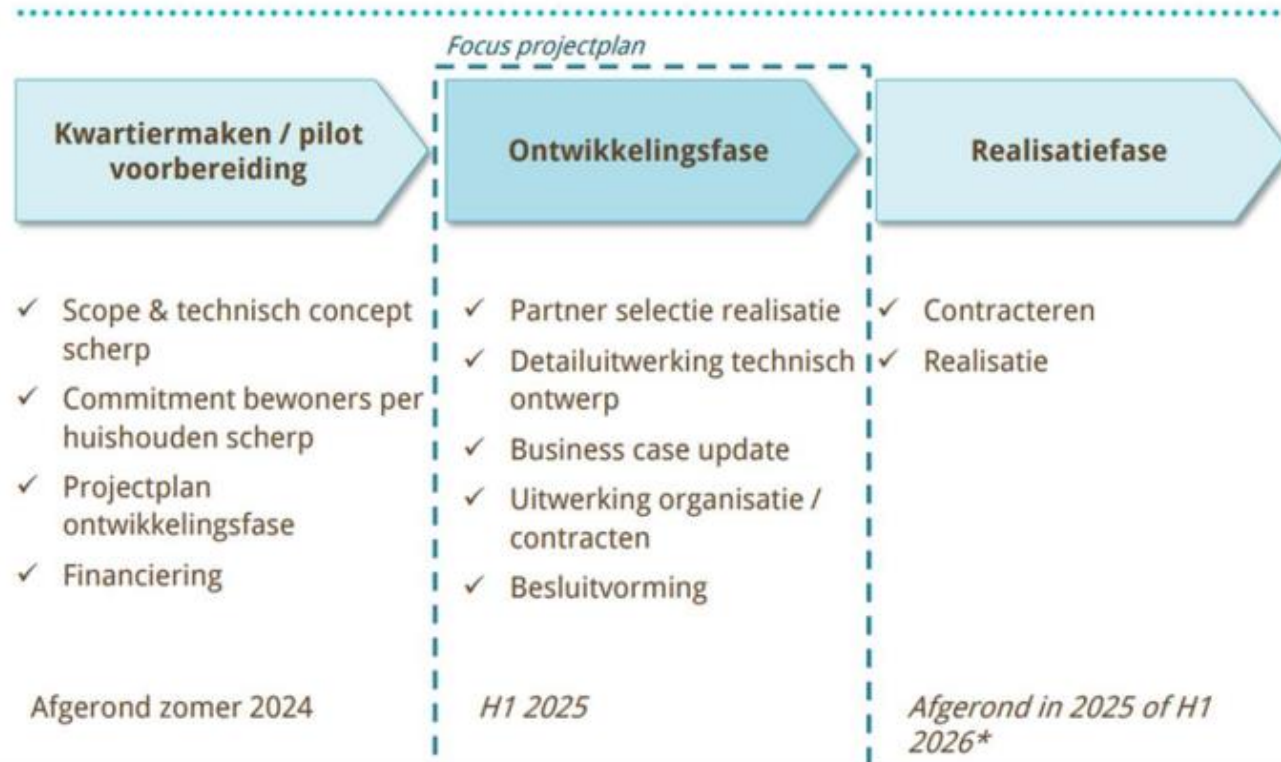 Focus projectplan
Kwartiermaken / pilot
voorbereiding
Ontwikkelingsfase
Realisatiefase
✓ Scope & technisch concept
scherp
✓ Commitment bewoners per
huishouden scherp
✓ Projectplan
ontwikkelingsfase
✓ Financiering
✓ Partner selectie realisatie
✓ Detailuitwerking technisch
ontwerp
✓ Business case update
✓ Uitwerking organisatie /
contracten
✓ Besluitvorming
✓ Contracteren
✓ Realisatie
Afgerond zomer 2024
H1 2025
Afgerond in 2025 of H1
2026*